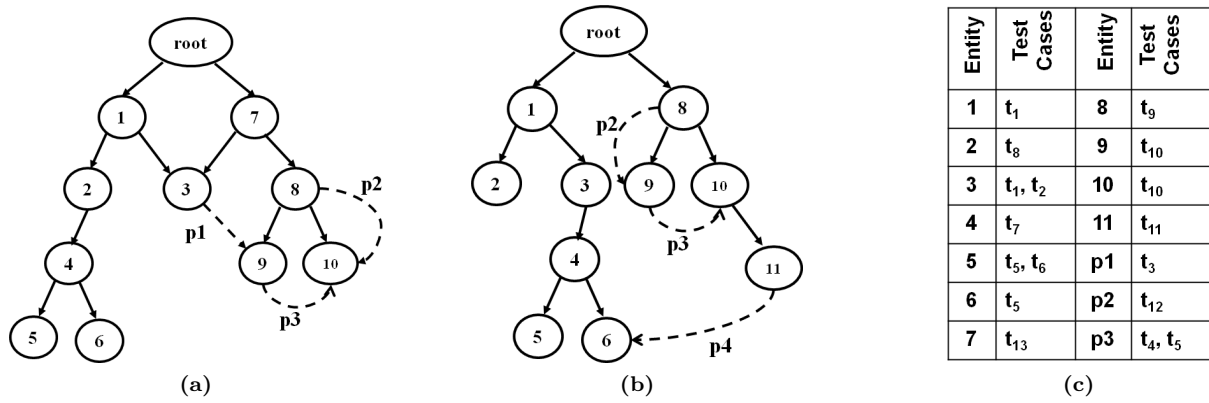 root
1
7
2
3
8
p2
p1
4
9
10
p3
5
6
(a)
root
1
8
p2
2
3
9
10
p3
4
11
5
6
p4
(b)
Entity Test Cases Entity Test Cases
1 t1 8 t9
2 t8 9 t10
3 t1, t2 10 t10
4 t7 11 t11
5 t5, t6 p1 t3
6 t5 p2 t12
7 t13 p3 t4, t5
(c)